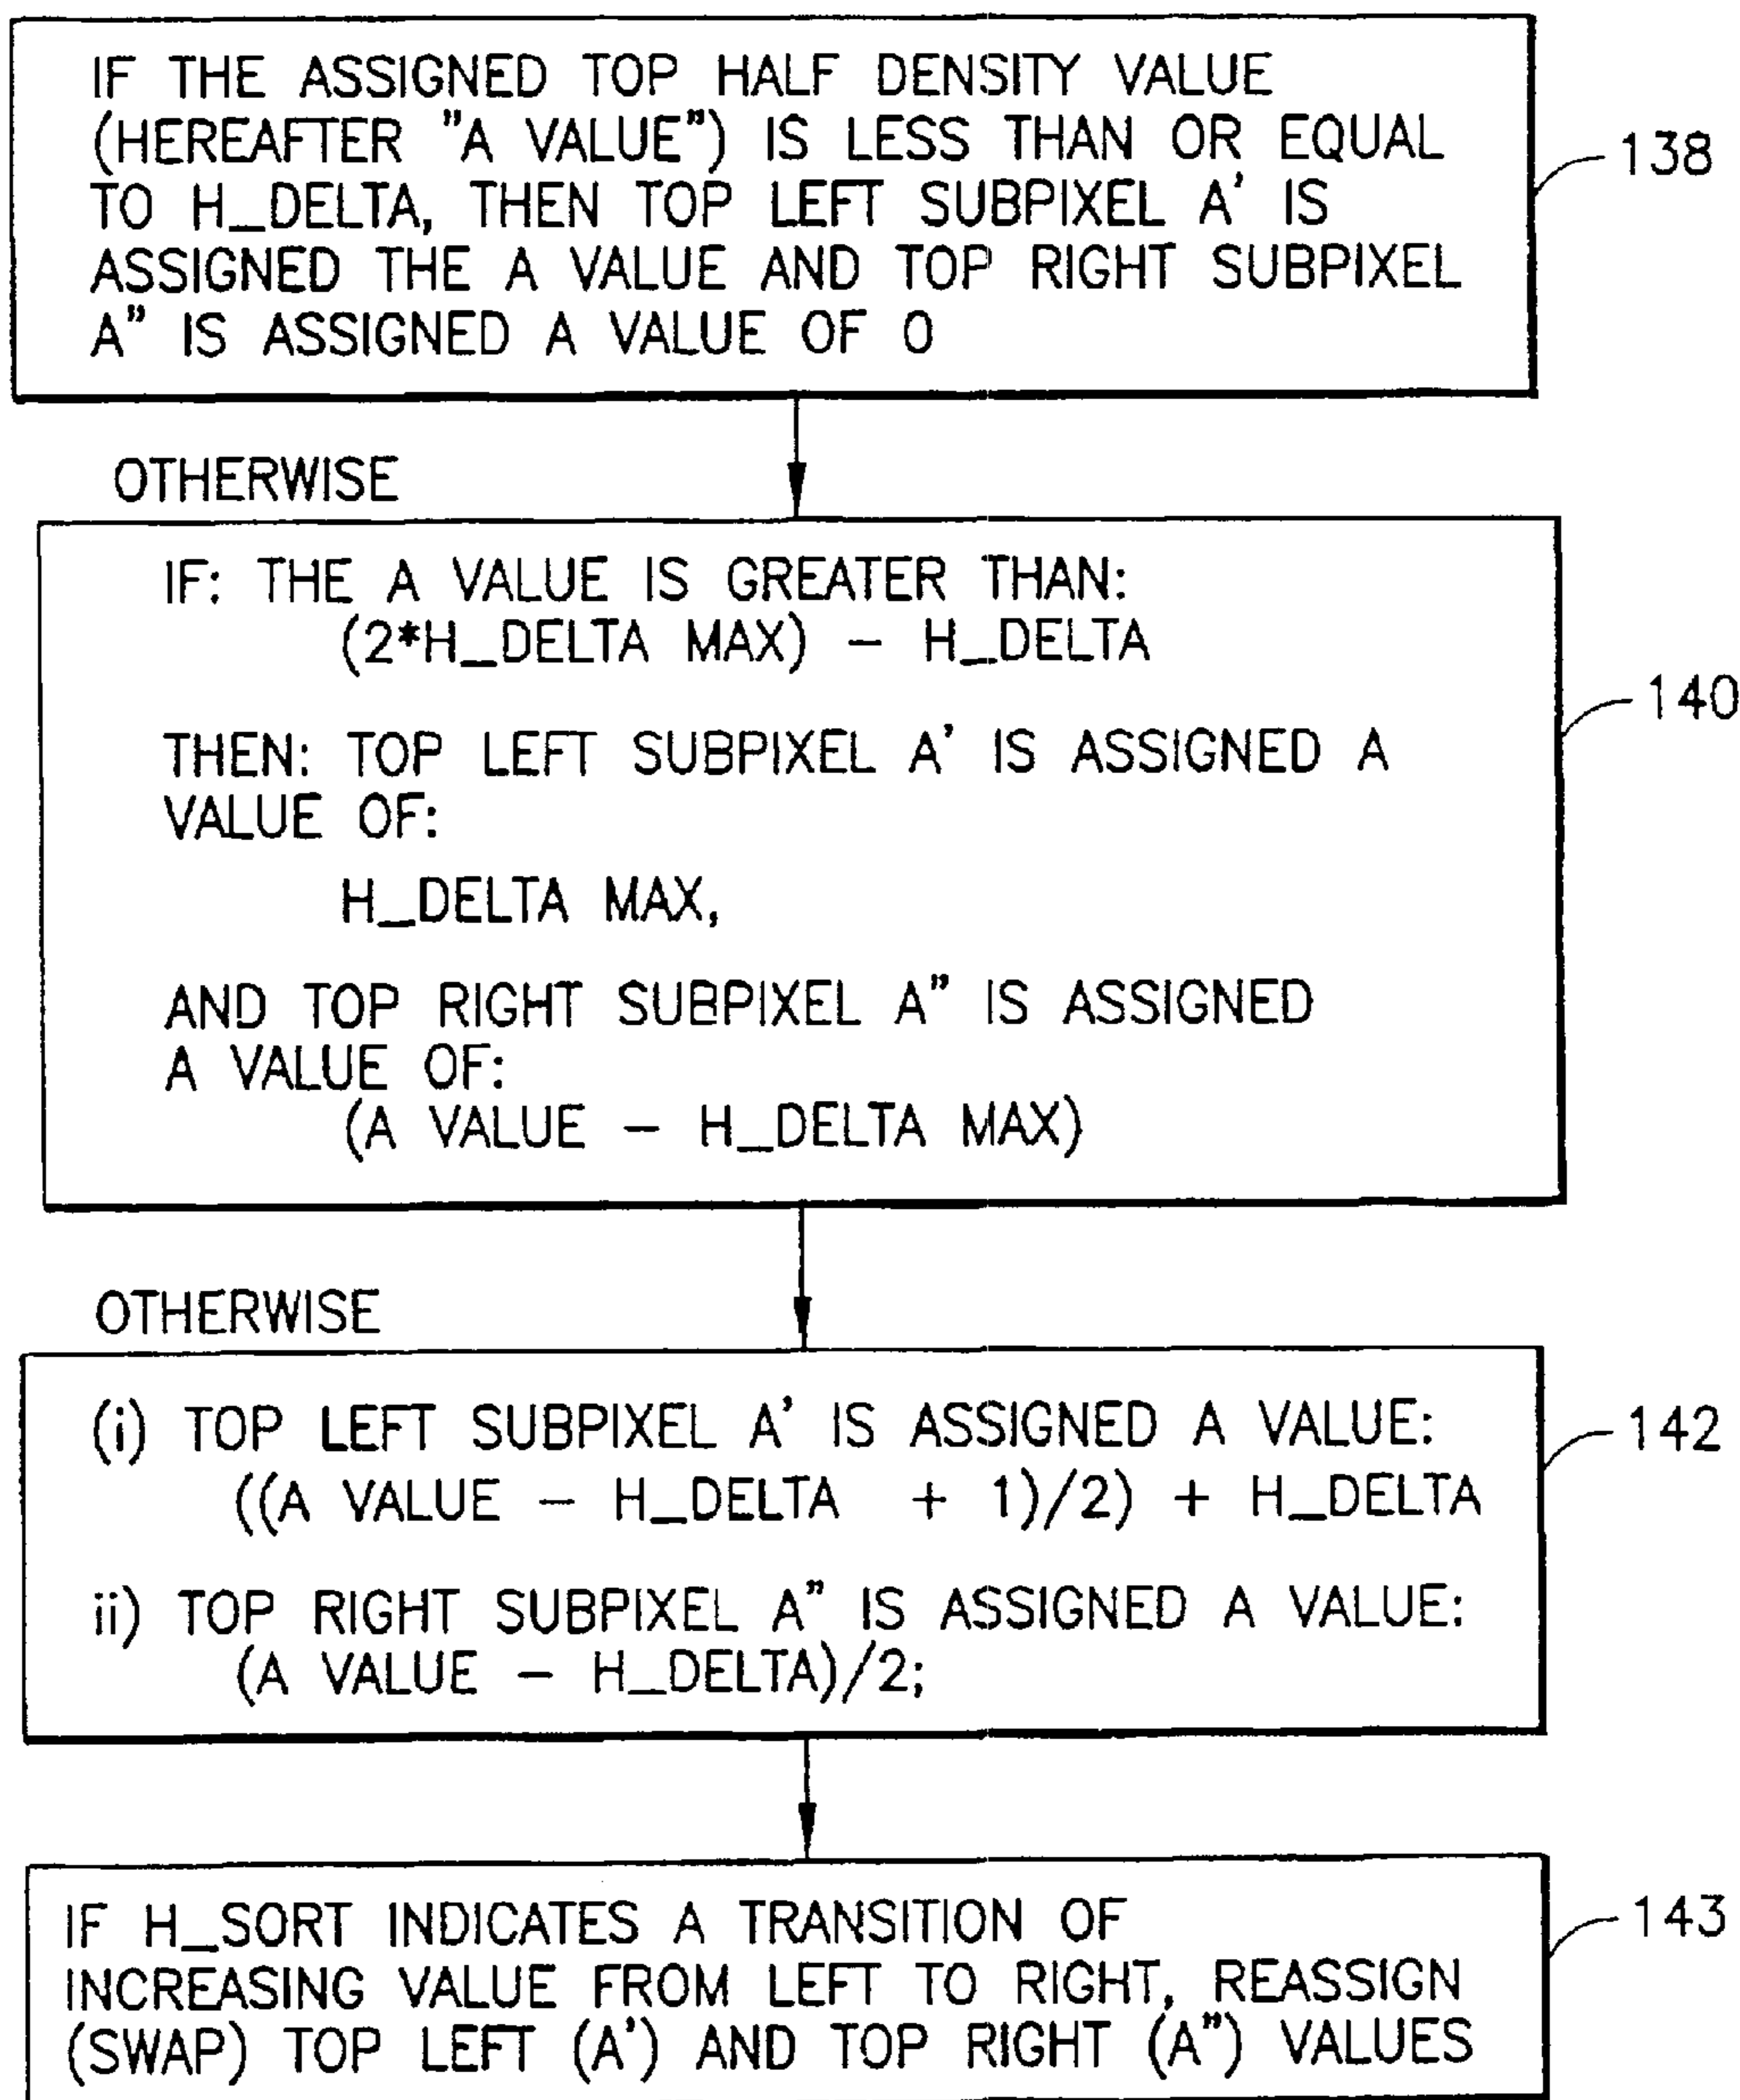 IF THE ASSIGNED TOP HALF DENSITY VALUE
(HEREAFTER "A VALUE") IS LESS THAN OR EQUAL
TO H_DELTA, THEN TOP LEFT SUBPIXEL A' IS
ASSIGNED THE A VALUE AND TOP RIGHT SUBPIXEL
A" IS ASSIGNED A VALUE OF 0
138
OTHERWISE
IF: THE A VALUE IS GREATER THAN:
(2*H_DELTA MAX) – H_DELTA
THEN: TOP LEFT SUBPIXEL A' IS ASSIGNED A
VALUE OF:
H_DELTA MAX,
AND TOP RIGHT SUBPIXEL A" IS ASSIGNED
A VALUE OF:
(A VALUE – H_DELTA MAX)
140
OTHERWISE
(i) TOP LEFT SUBPIXEL A' IS ASSIGNED A VALUE:
((A VALUE – H_DELTA + 1)/2) + H_DELTA
ii) TOP RIGHT SUBPIXEL A" IS ASSIGNED A VALUE:
(A VALUE – H_DELTA)/2;
142
IF H_SORT INDICATES A TRANSITION OF
INCREASING VALUE FROM LEFT TO RIGHT, REASSIGN
(SWAP) TOP LEFT (A') AND TOP RIGHT (A") VALUES
143